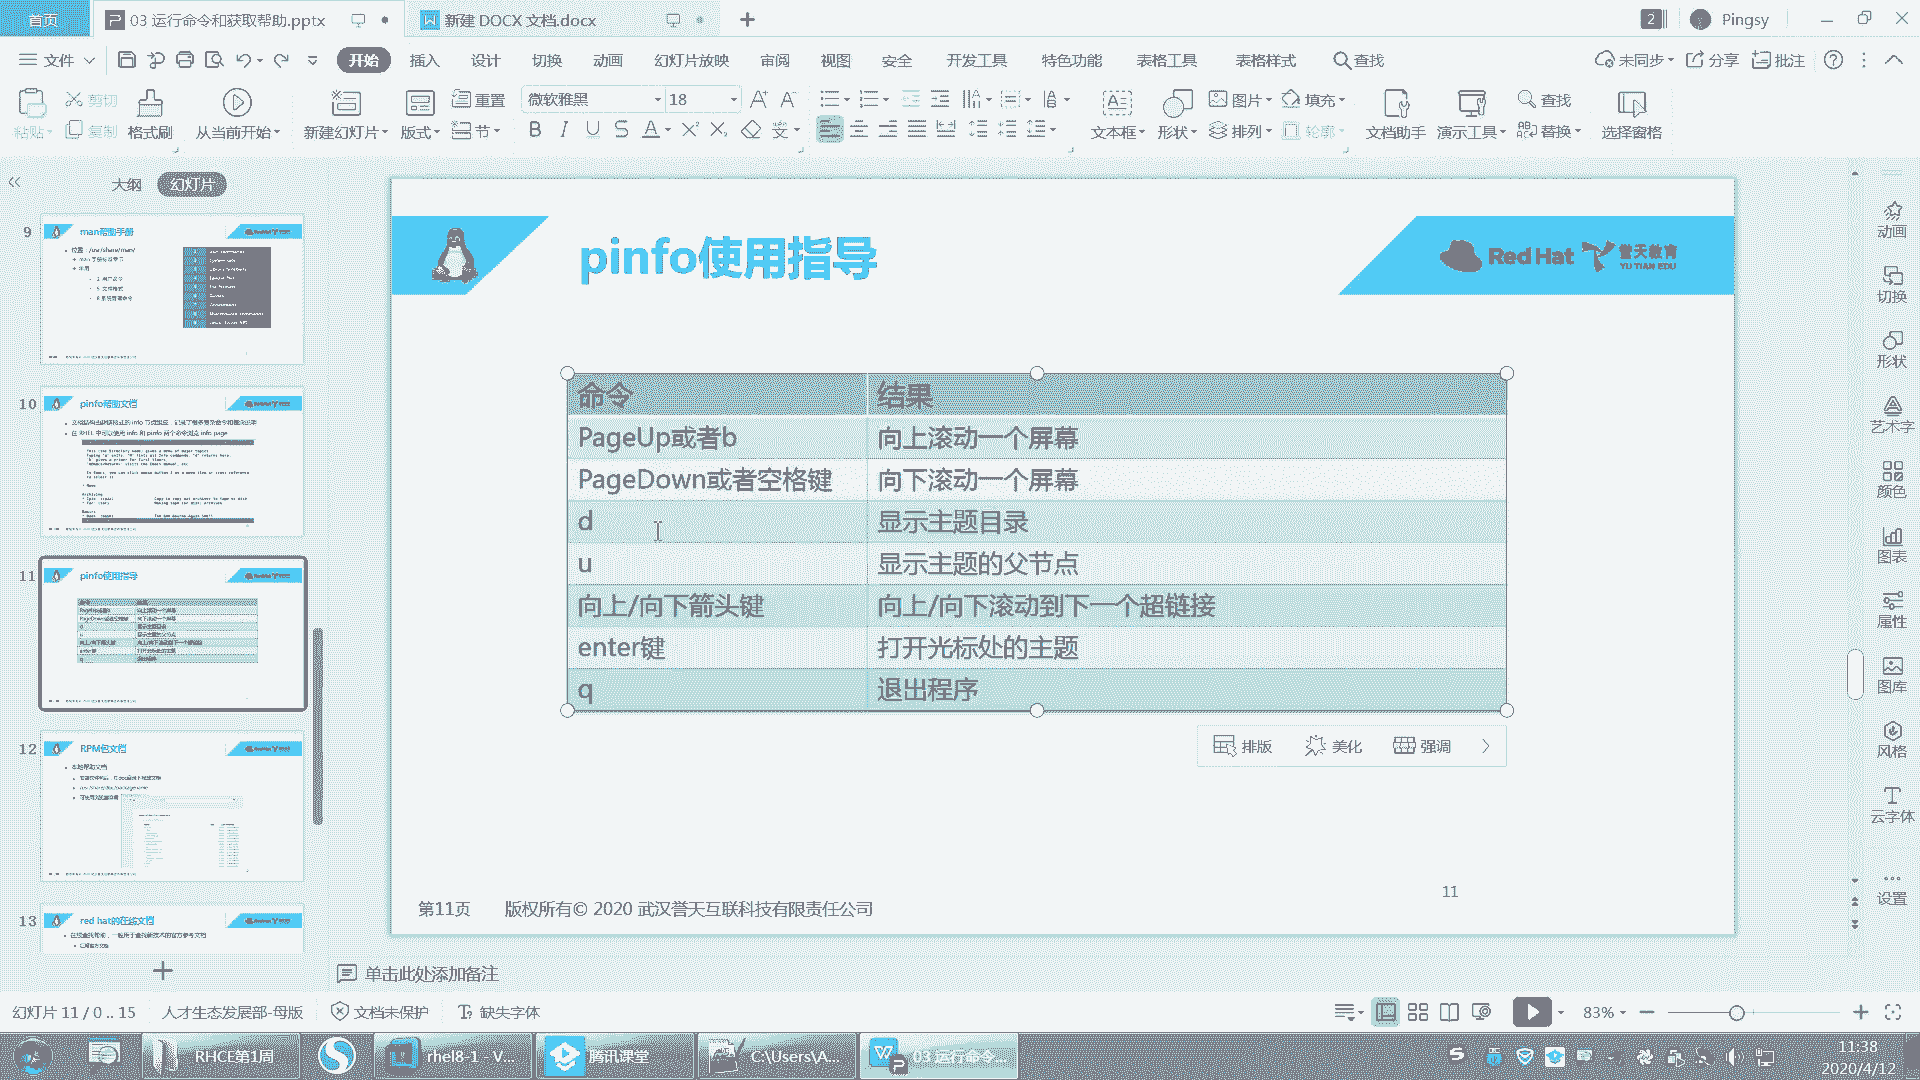 首页
03 运行命令和获取帮助.pptx
新建 DOCX 文档.docx
2
Pingsy
文件
开始
插入
设计
切换
动画
幻灯片放映
审阅
视图
安全
开发工具
特色功能
表格工具
表格样式
查找
未同步
分享
批注
粘贴
剪切
复制
格式刷
从当前开始
新建幻灯片
版式
重置
节
微软雅黑
18
文本框
形状
图片
排列
填充
轮廓
文档助手
演示工具
查找
替换
选择窗格
大纲
幻灯片
9
man帮助手册
10
pinfo帮助文档
11
pinfo使用指导
12
RPM包文档
本地帮助文档
13
red hat的在线文档
pinfo使用指导
Red Hat
誉天教育
YU TIAN EDU
命令 结果
PageUp或者b 向上滚动一个屏幕
PageDown或者空格键 向下滚动一个屏幕
d 显示主题目录
u 显示主题的父节点
向上/向下箭头键 向上/向下滚动到下一个超链接
enter键 打开光标处的主题
q 退出程序
排版
美化
强调
11
第11页 版权所有© 2020 武汉誉天互联科技有限责任公司
动画
切换
形状
艺术字
颜色
图表
属性
图库
风格
云字体
设置
单击此处添加备注
幻灯片 11 / 0 .. 15
人才生态发展部-母版
文档未保护
缺失字体
83%
RHCE第1周
rhel8-1 - V...
腾讯课堂
C:\Users\A...
03 运行命令...
11:38
2020/4/12